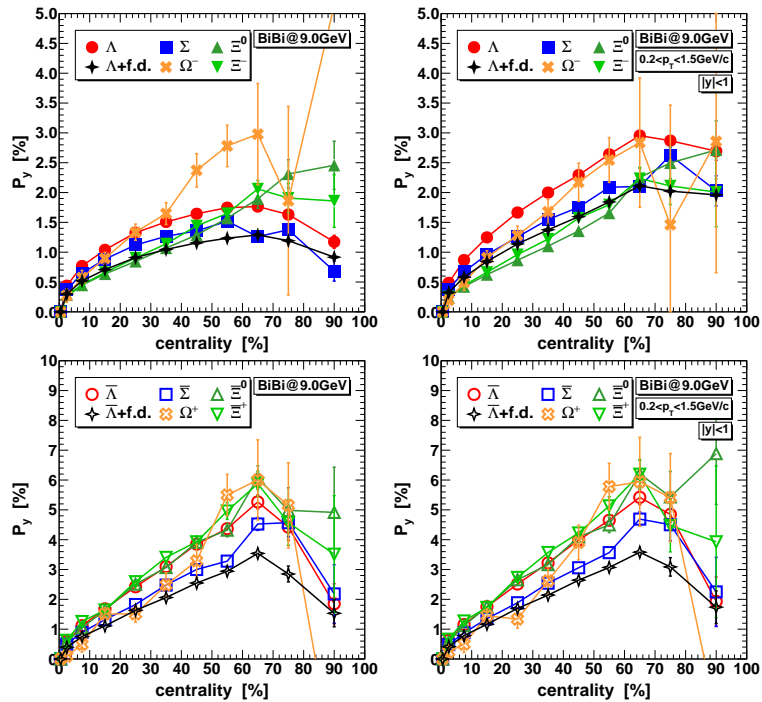 5.0
4.5
4.0
3.5
3.0
2.5
2.0
1.5
1.0
0.5
0.0
P_y [%]
BiBi@9.0GeV
Λ Σ Ξ⁰
Λ+f.d. Ω⁻ Ξ⁻
0 10 20 30 40 50 60 70 80 90 100
centrality [%]
5.0
4.5
4.0
3.5
3.0
2.5
2.0
1.5
1.0
0.5
0.0
P_y [%]
BiBi@9.0GeV
0.2<p_T<1.5GeV/c
|y|<1
Λ Σ Ξ⁰
Λ+f.d. Ω⁻ Ξ⁻
0 10 20 30 40 50 60 70 80 90 100
centrality [%]
10
9
8
7
6
5
4
3
2
1
0
P_y [%]
BiBi@9.0GeV
Λ̅ Σ̅ Ξ̅⁰
Λ̅+f.d. Ω⁺ Ξ̅⁺
0 10 20 30 40 50 60 70 80 90 100
centrality [%]
10
9
8
7
6
5
4
3
2
1
0
P_y [%]
BiBi@9.0GeV
0.2<p_T<1.5GeV/c
|y|<1
Λ̅ Σ̅ Ξ̅⁰
Λ̅+f.d. Ω⁺ Ξ̅⁺
0 10 20 30 40 50 60 70 80 90 100
centrality [%]